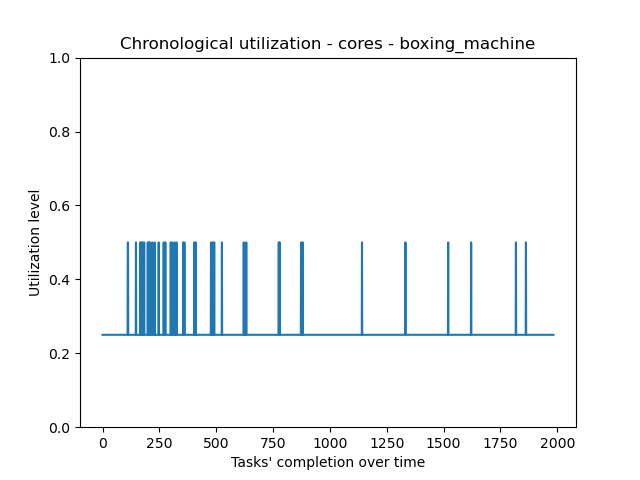 Chronological utilization - cores - boxing_machine
1.0
0.8
0.6
0.4
0.2
0.0
Utilization level
0 250 500 750 1000 1250 1500 1750 2000
Tasks' completion over time